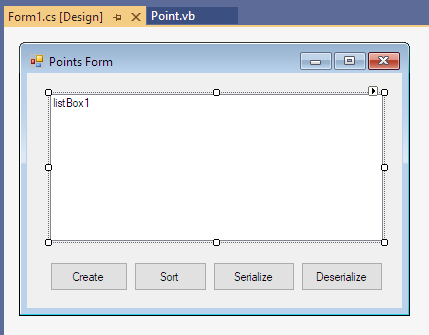 Form1.cs [Design] Point.vb
Points Form
listBox1
Create Sort Serialize Deserialize